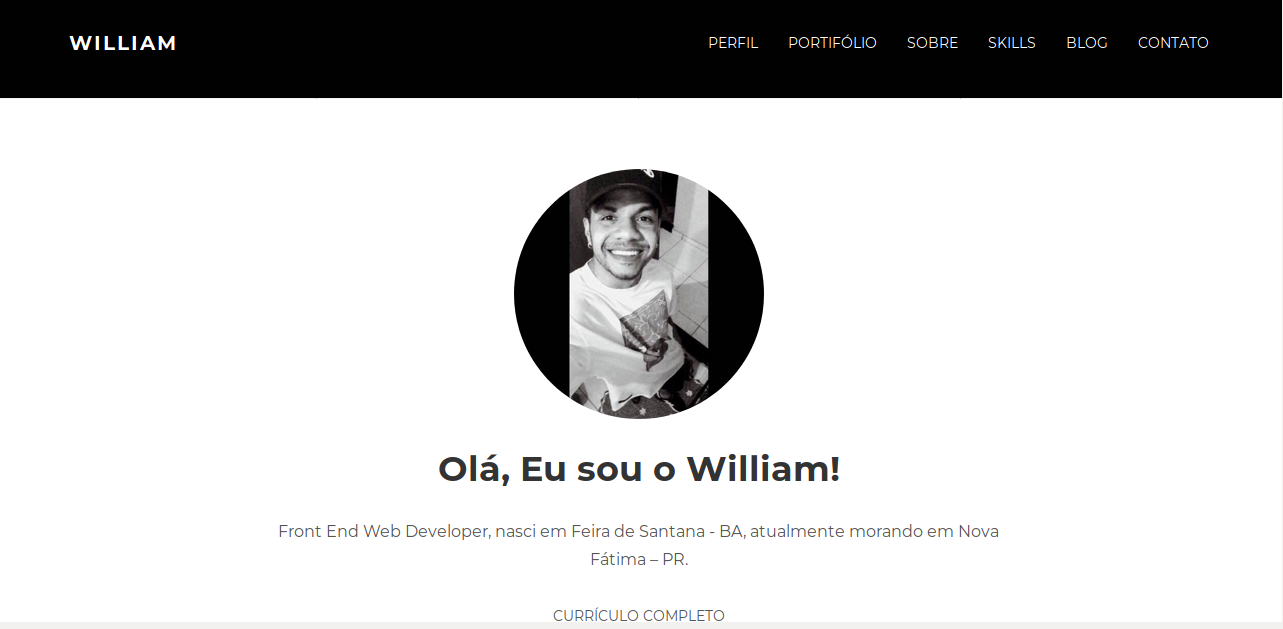 WILLIAM
PERFIL PORTIFÓLIO SOBRE SKILLS BLOG CONTATO
Olá, Eu sou o William!
Front End Web Developer, nasci em Feira de Santana - BA, atualmente morando em Nova
Fátima – PR.
CURRÍCULO COMPLETO